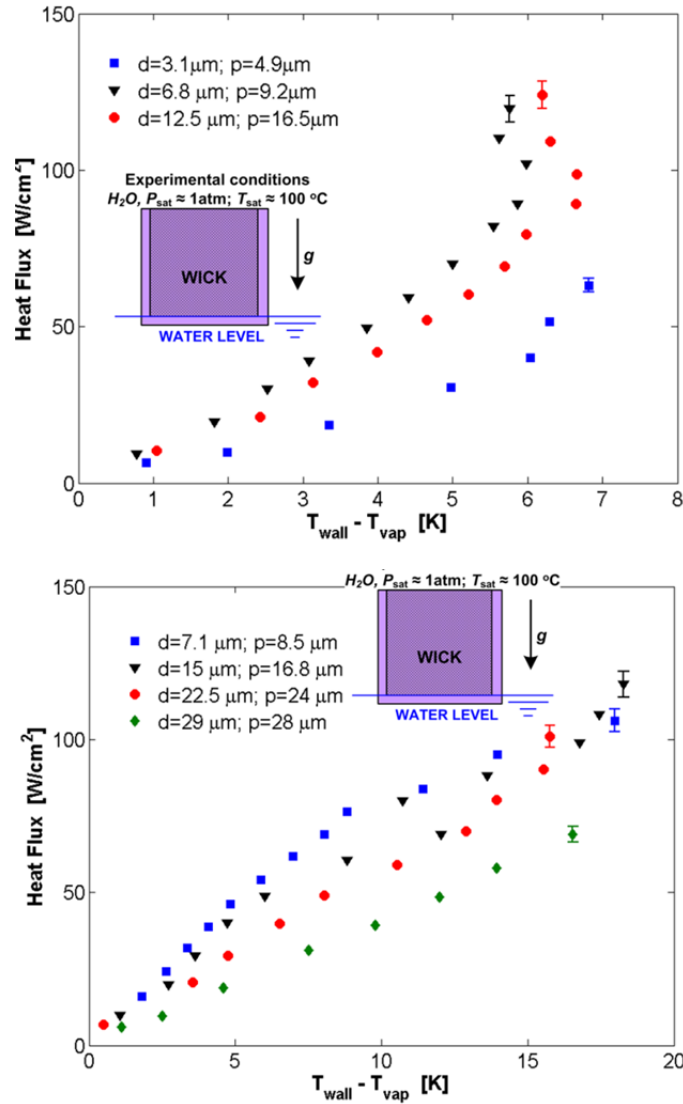 150
d=3.1μm; p=4.9μm
d=6.8 μm; p=9.2μm
d=12.5 μm; p=16.5μm
100
Experimental conditions
H2O, Psat ≈ 1atm; Tsat ≈ 100 °C
g
WICK
50
WATER LEVEL
0
Heat Flux [W/cm²]
0 1 2 3 4 5 6 7 8
Twall - Tvap [K]
H2O, Psat ≈ 1atm; Tsat ≈ 100 °C
150
d=7.1 μm; p=8.5 μm
d=15 μm; p=16.8 μm
d=22.5 μm; p=24 μm
d=29 μm; p=28 μm
g
WICK
WATER LEVEL
100
50
0
Heat Flux [W/cm²]
0 5 10 15 20
Twall - Tvap [K]